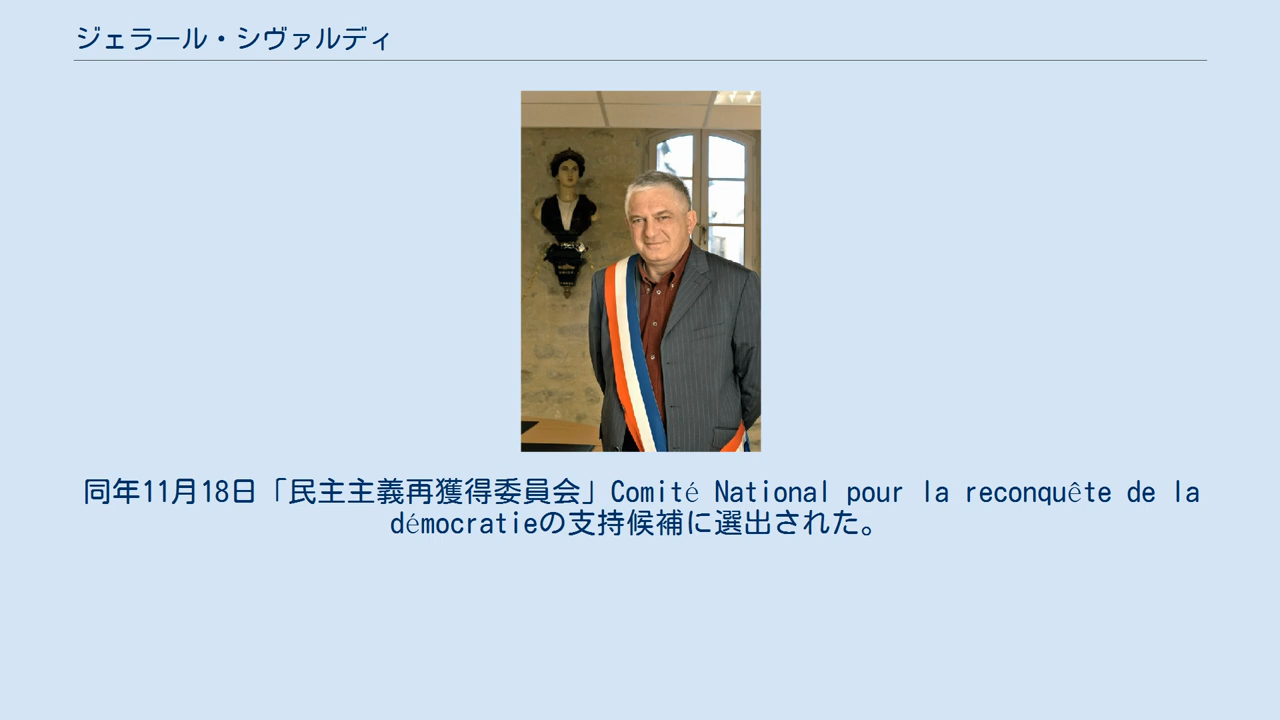 ジェラール・シヴァルディ
同年11月18日「民主主義再獲得委員会」Comité National pour la reconquête de la
démocratieの支持候補に選出された。